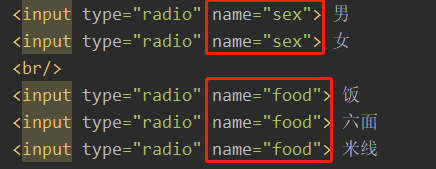 <input type="radio" name="sex"> 男
<input type="radio" name="sex"> 女
<br/>
<input type="radio" name="food"> 饭
<input type="radio" name="food"> 六面
<input type="radio" name="food"> 米线